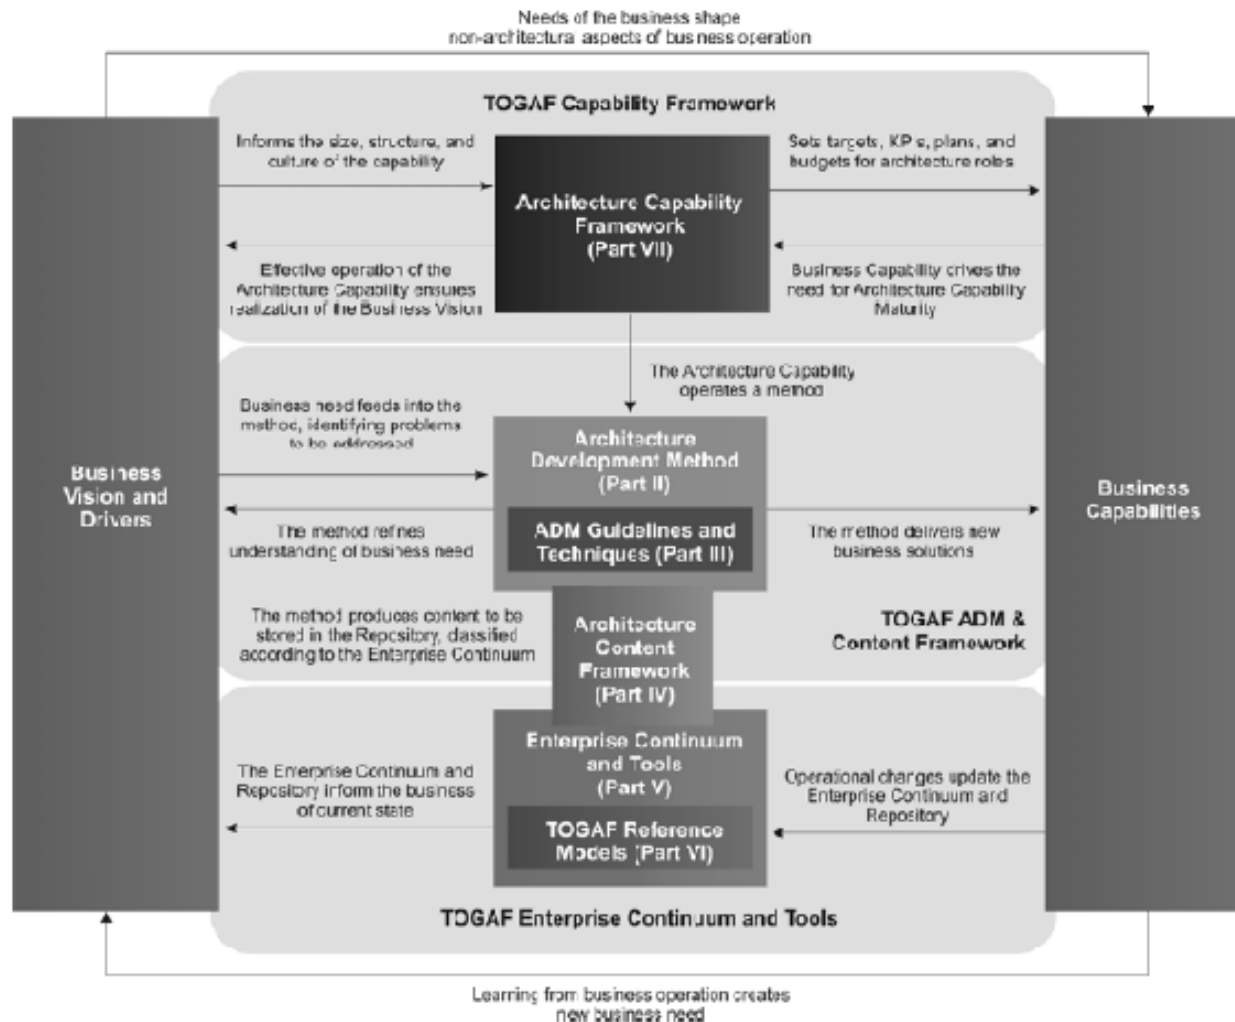 Needs of the business shape
non-architectural aspects of business operation
TOGAF Capability Framework
Informs the size, structure, and
culture of the capability
Sets targets, KPIs, plans, and
budgets for architecture roles
Architecture Capability
Framework
(Part VII)
Effective operation of the
Architecture Capability ensures
realization of the Business Vision
Business Capability drives the
need for Architecture Capability
Maturity
The Architecture Capability
operates a method
Business need feeds into the
method, identifying problems
to be addressed
Architecture
Development Method
(Part II)
Business
Vision and
Drivers
Business
Capabilities
The method refines
understanding of business need
ADM Guidelines and
Techniques (Part III)
The method delivers new
business solutions
The method produces content to be
stored in the Repository, classified
according to the Enterprise Continuum
Architecture
Content
Framework
(Part IV)
TOGAF ADM &
Content Framework
Enterprise Continuum
and Tools
(Part V)
The Enterprise Continuum and
Repository inform the business
of current state
Operational changes update the
Enterprise Continuum and
Repository
TOGAF Reference
Models (Part VI)
TOGAF Enterprise Continuum and Tools
Learning from business operation creates
new business need